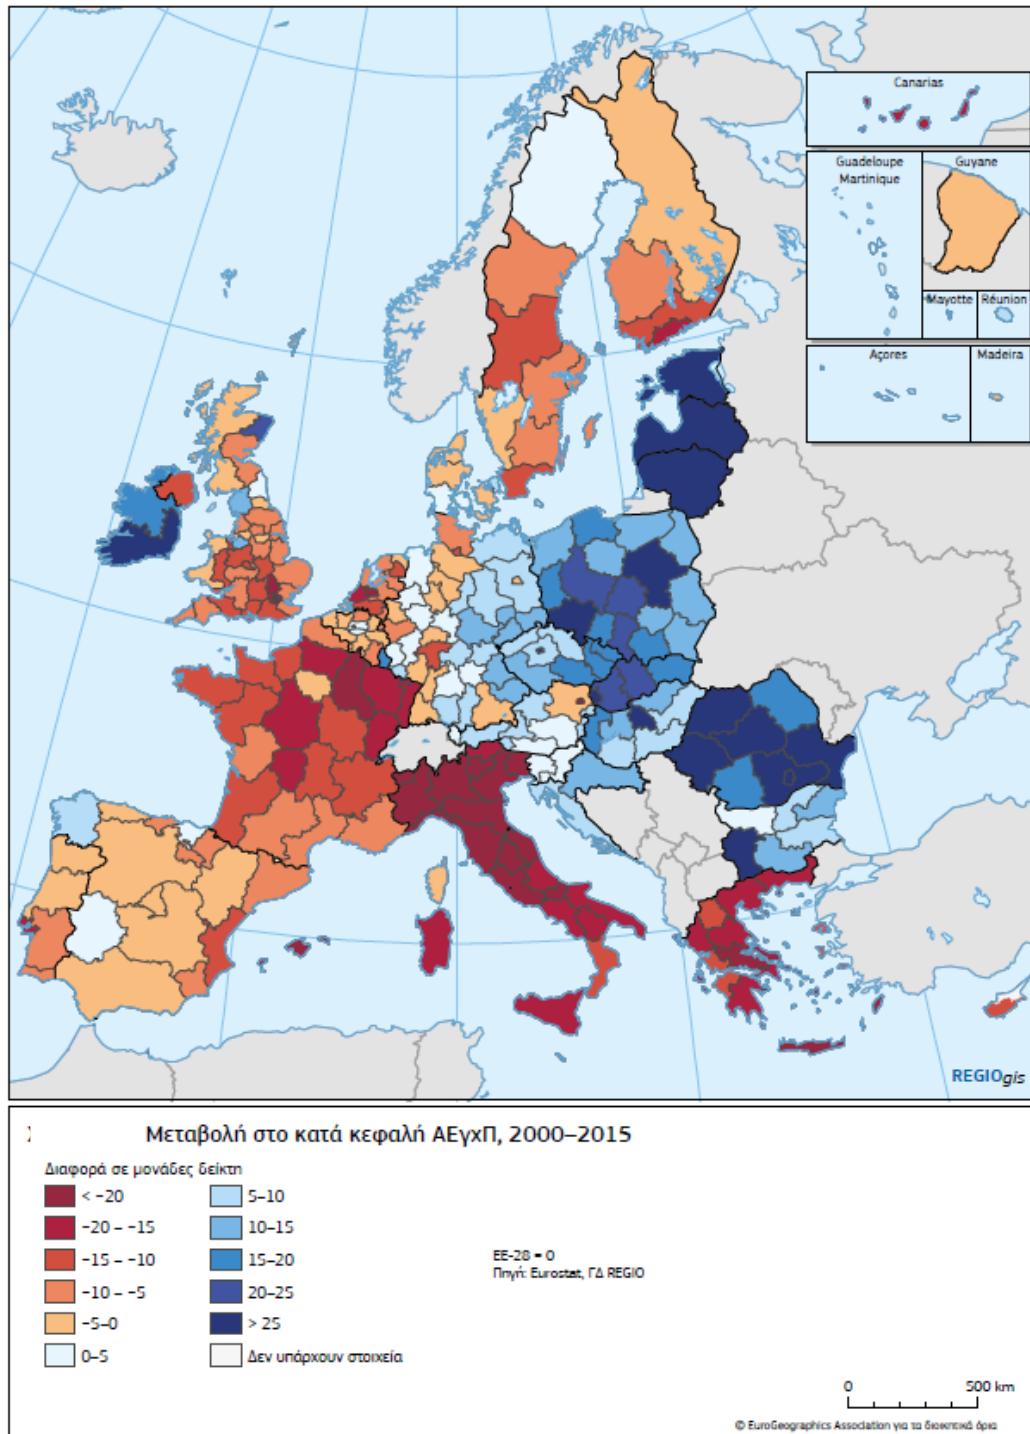 Canarias
Guadeloupe
Martinique
Guyane
Mayotte
Réunion
Açores
Madeira
REGIOgis
Μεταβολή στο κατά κεφαλή ΑΕγχΠ, 2000–2015
Διαφορά σε μονάδες δείκτη
< −20
−20 – −15
−15 – −10
−10 – −5
−5–0
0–5
5–10
10–15
15–20
20–25
> 25
Δεν υπάρχουν στοιχεία
ΕΕ-28 = 0
Πηγή: Eurostat, ΓΔ REGIO
0
500 km
© EuroGeographics Association για τα διοικητικά όρια